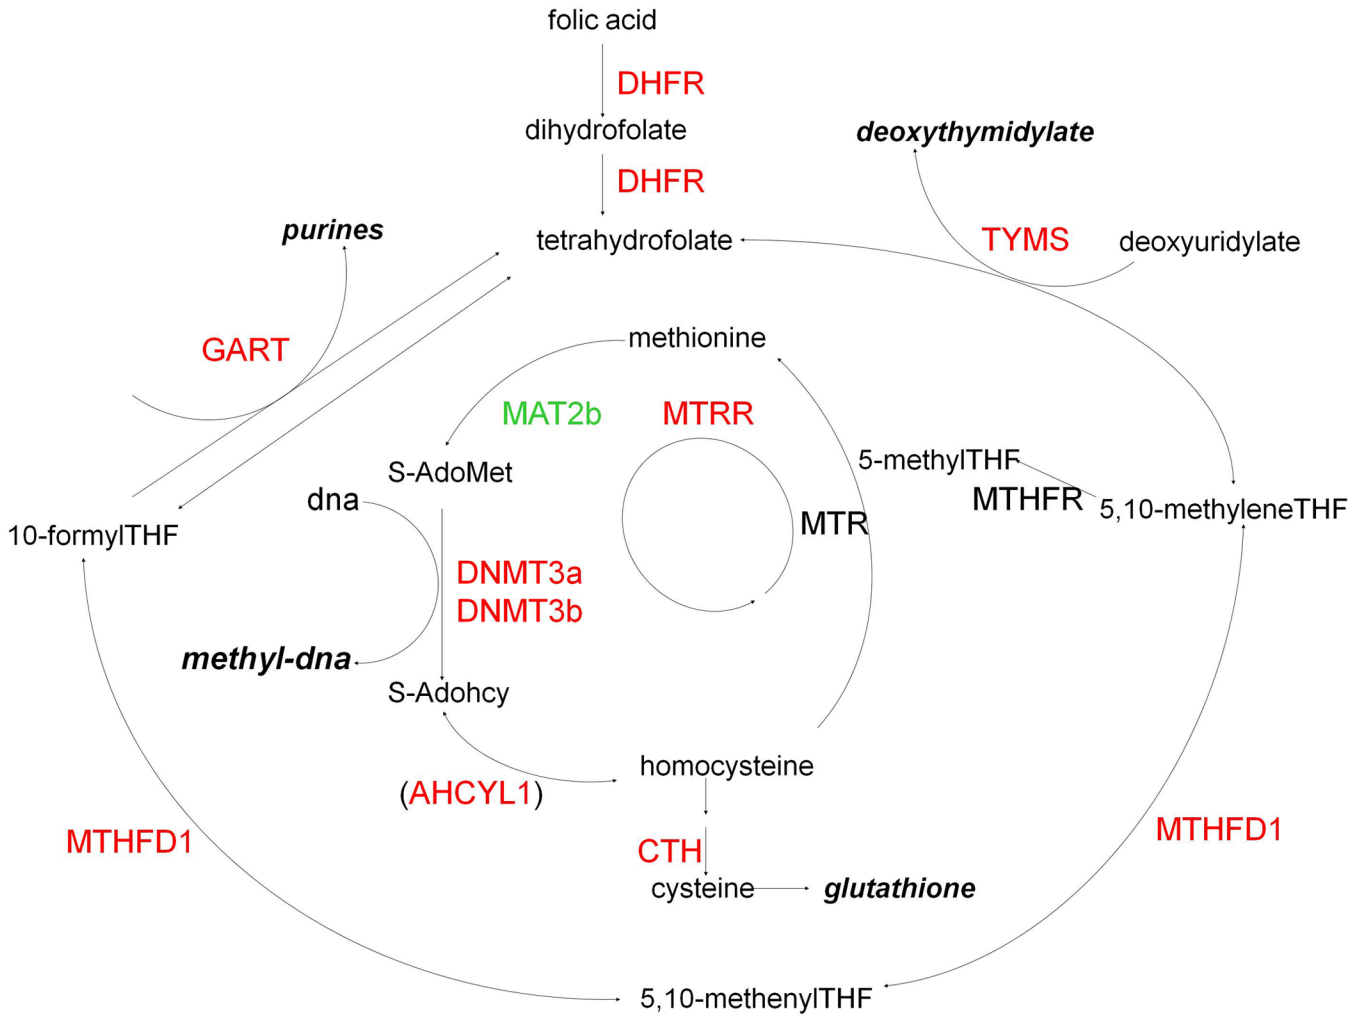 folic acid
DHFR
dihydrofolate
deoxythymidylate
DHFR
purines
tetrahydrofolate
TYMS
deoxyuridylate
GART
methionine
MAT2b
MTRR
S-AdoMet
5-methylTHF
dna
MTHFR
5,10-methyleneTHF
MTR
10-formylTHF
DNMT3a
DNMT3b
methyl-dna
S-Adohcy
homocysteine
(AHCYL1)
MTHFD1
CTH
MTHFD1
cysteine
glutathione
5,10-methenylTHF